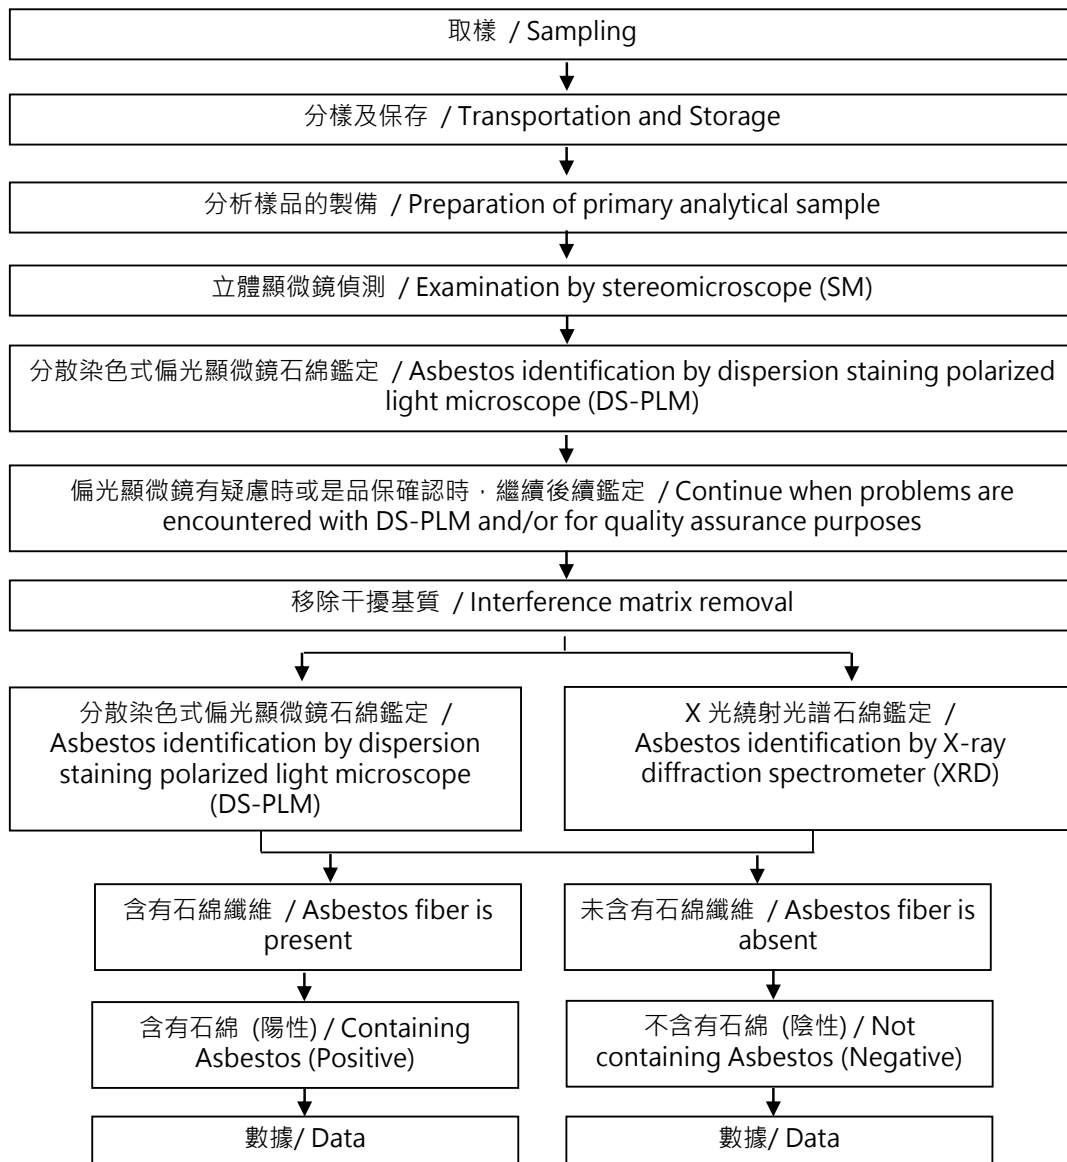 取樣 / Sampling
分樣及保存 / Transportation and Storage
分析樣品的製備 / Preparation of primary analytical sample
立體顯微鏡偵測 / Examination by stereomicroscope (SM)
分散染色式偏光顯微鏡石綿鑑定 / Asbestos identification by dispersion staining polarized
light microscope (DS-PLM)
偏光顯微鏡有疑慮時或是品保確認時，繼續後續鑑定 / Continue when problems are
encountered with DS-PLM and/or for quality assurance purposes
移除干擾基質 / Interference matrix removal
分散染色式偏光顯微鏡石綿鑑定 /
Asbestos identification by dispersion
staining polarized light microscope
(DS-PLM)
X 光繞射光譜石綿鑑定 /
Asbestos identification by X-ray
diffraction spectrometer (XRD)
含有石綿纖維 / Asbestos fiber is
present
未含有石綿纖維 / Asbestos fiber is
absent
含有石綿 (陽性) / Containing
Asbestos (Positive)
不含有石綿 (陰性) / Not
containing Asbestos (Negative)
數據/ Data
數據/ Data